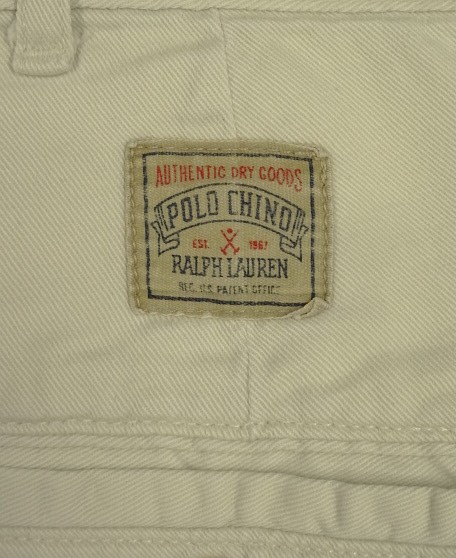 AUTHENTIC DRY GOODS
POLO CHINO
EST. 1967
RALPH LAUREN
REG. U.S. PATENT OFFICE